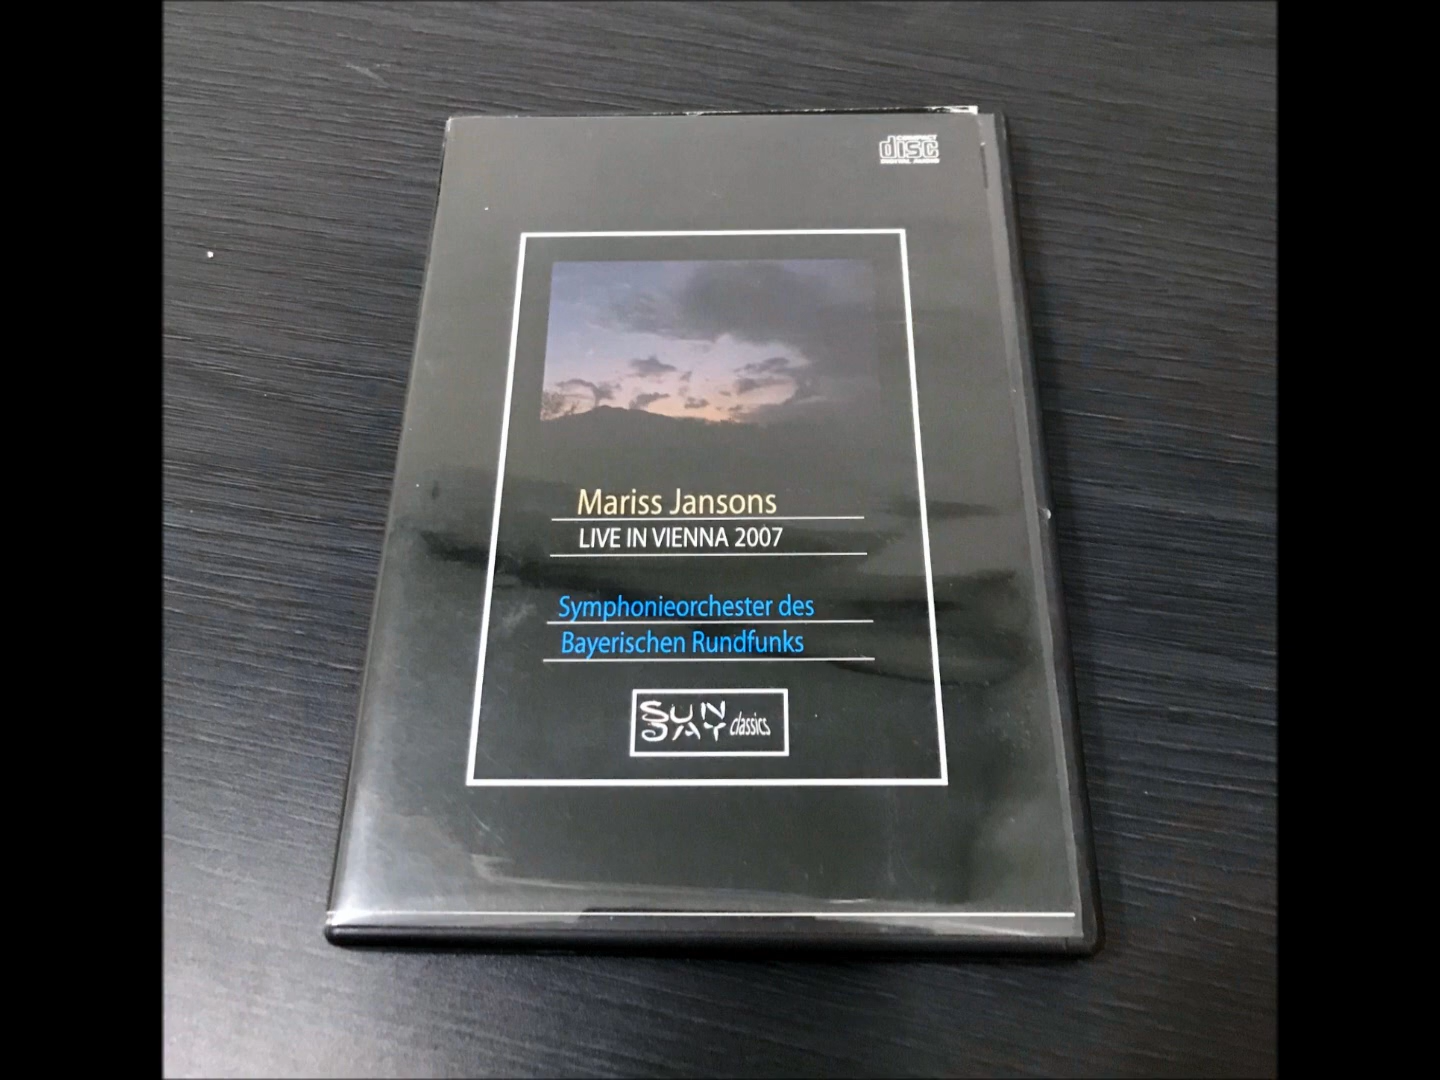 COMPACT
disc
DIGITAL AUDIO
Mariss Jansons
LIVE IN VIENNA 2007
Symphonieorchester des
Bayerischen Rundfunks
SUN
DAY classics